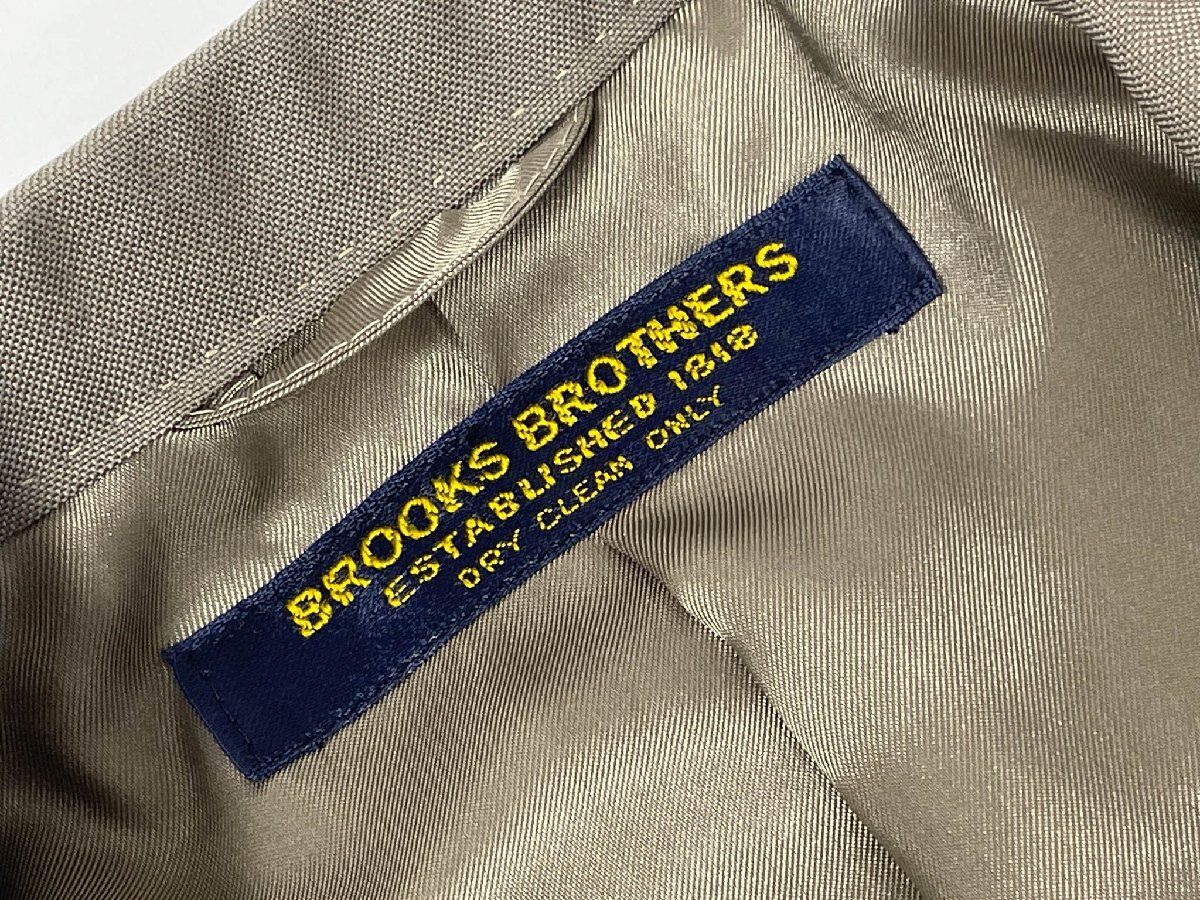 BROOKS BROTHERS
ESTABLISHED 1818
DRY CLEAN ONLY